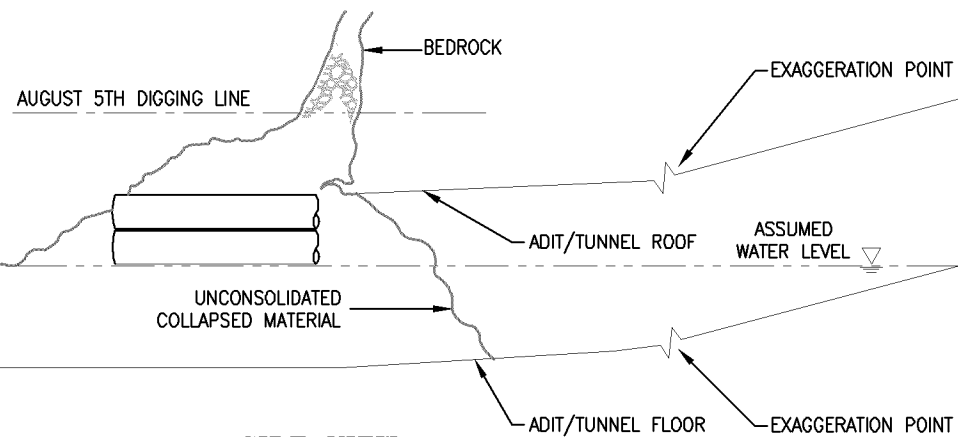 BEDROCK
EXAGGERATION POINT
AUGUST 5TH DIGGING LINE
ADIT/TUNNEL ROOF
ASSUMED
WATER LEVEL
UNCONSOLIDATED
COLLAPSED MATERIAL
ADIT/TUNNEL FLOOR
EXAGGERATION POINT